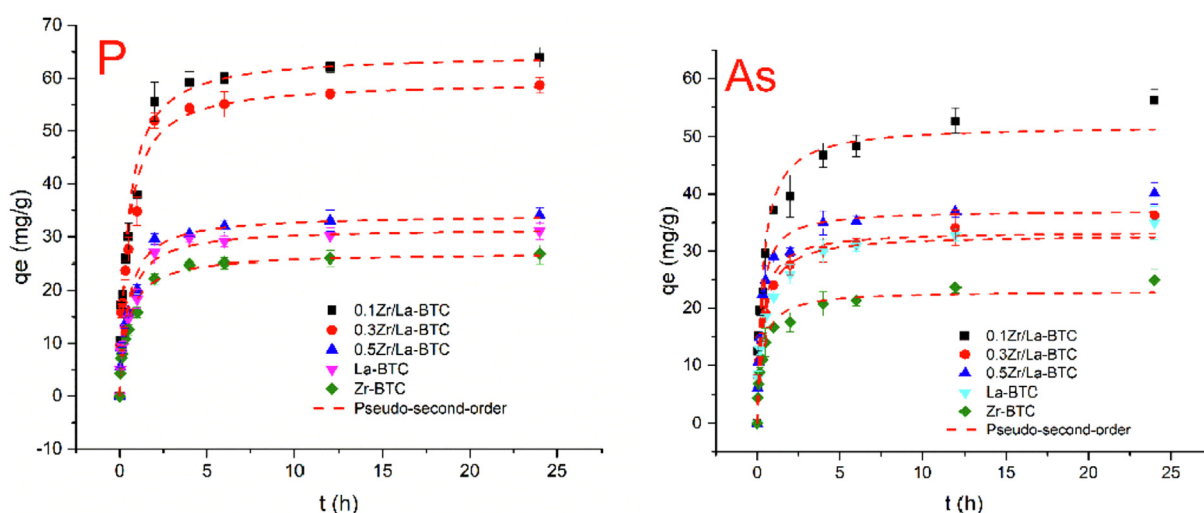 P
qe (mg/g)
70
60
50
40
30
20
10
0
-10
0.1Zr/La-BTC
0.3Zr/La-BTC
0.5Zr/La-BTC
La-BTC
Zr-BTC
Pseudo-second-order
0 5 10 15 20 25
t (h)
As
qe (mg/g)
60
50
40
30
20
10
0
0.1Zr/La-BTC
0.3Zr/La-BTC
0.5Zr/La-BTC
La-BTC
Zr-BTC
Pseudo-second-order
0 5 10 15 20 25
t (h)